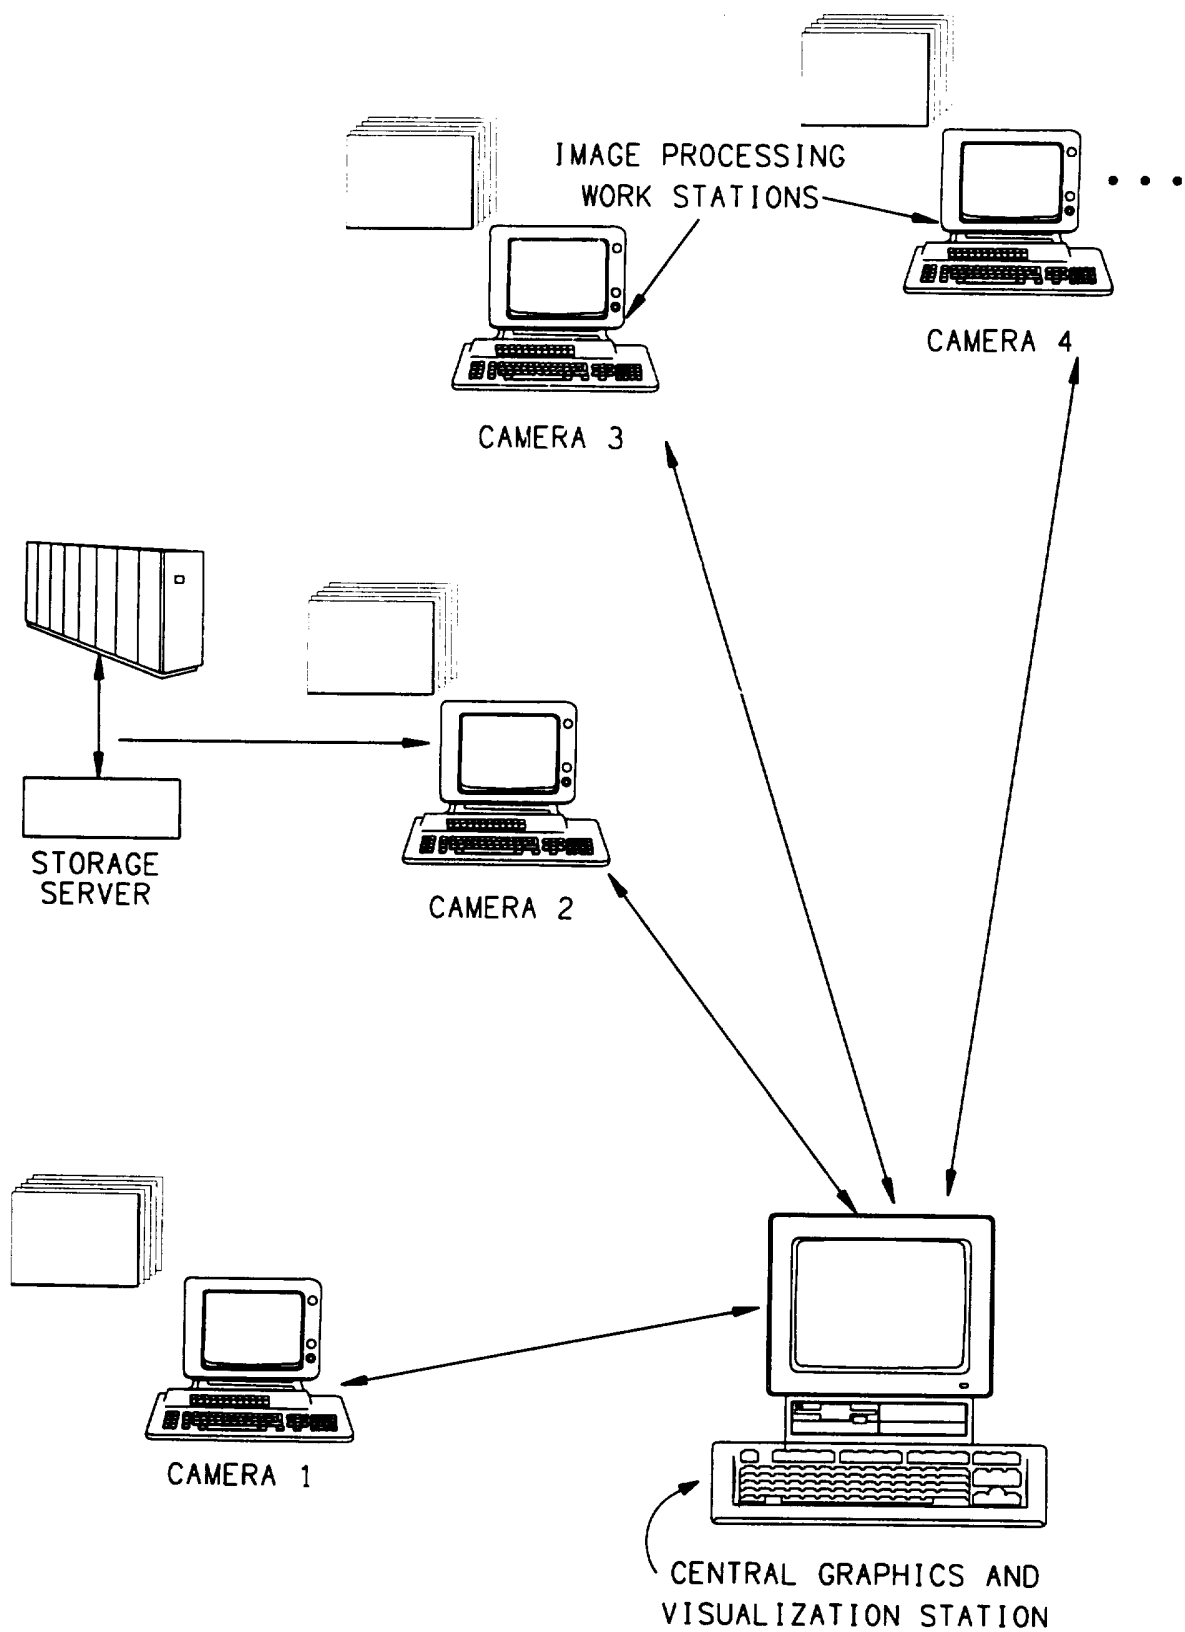 IMAGE PROCESSING
WORK STATIONS
CAMERA 4
CAMERA 3
STORAGE
SERVER
CAMERA 2
CAMERA 1
CENTRAL GRAPHICS AND
VISUALIZATION STATION